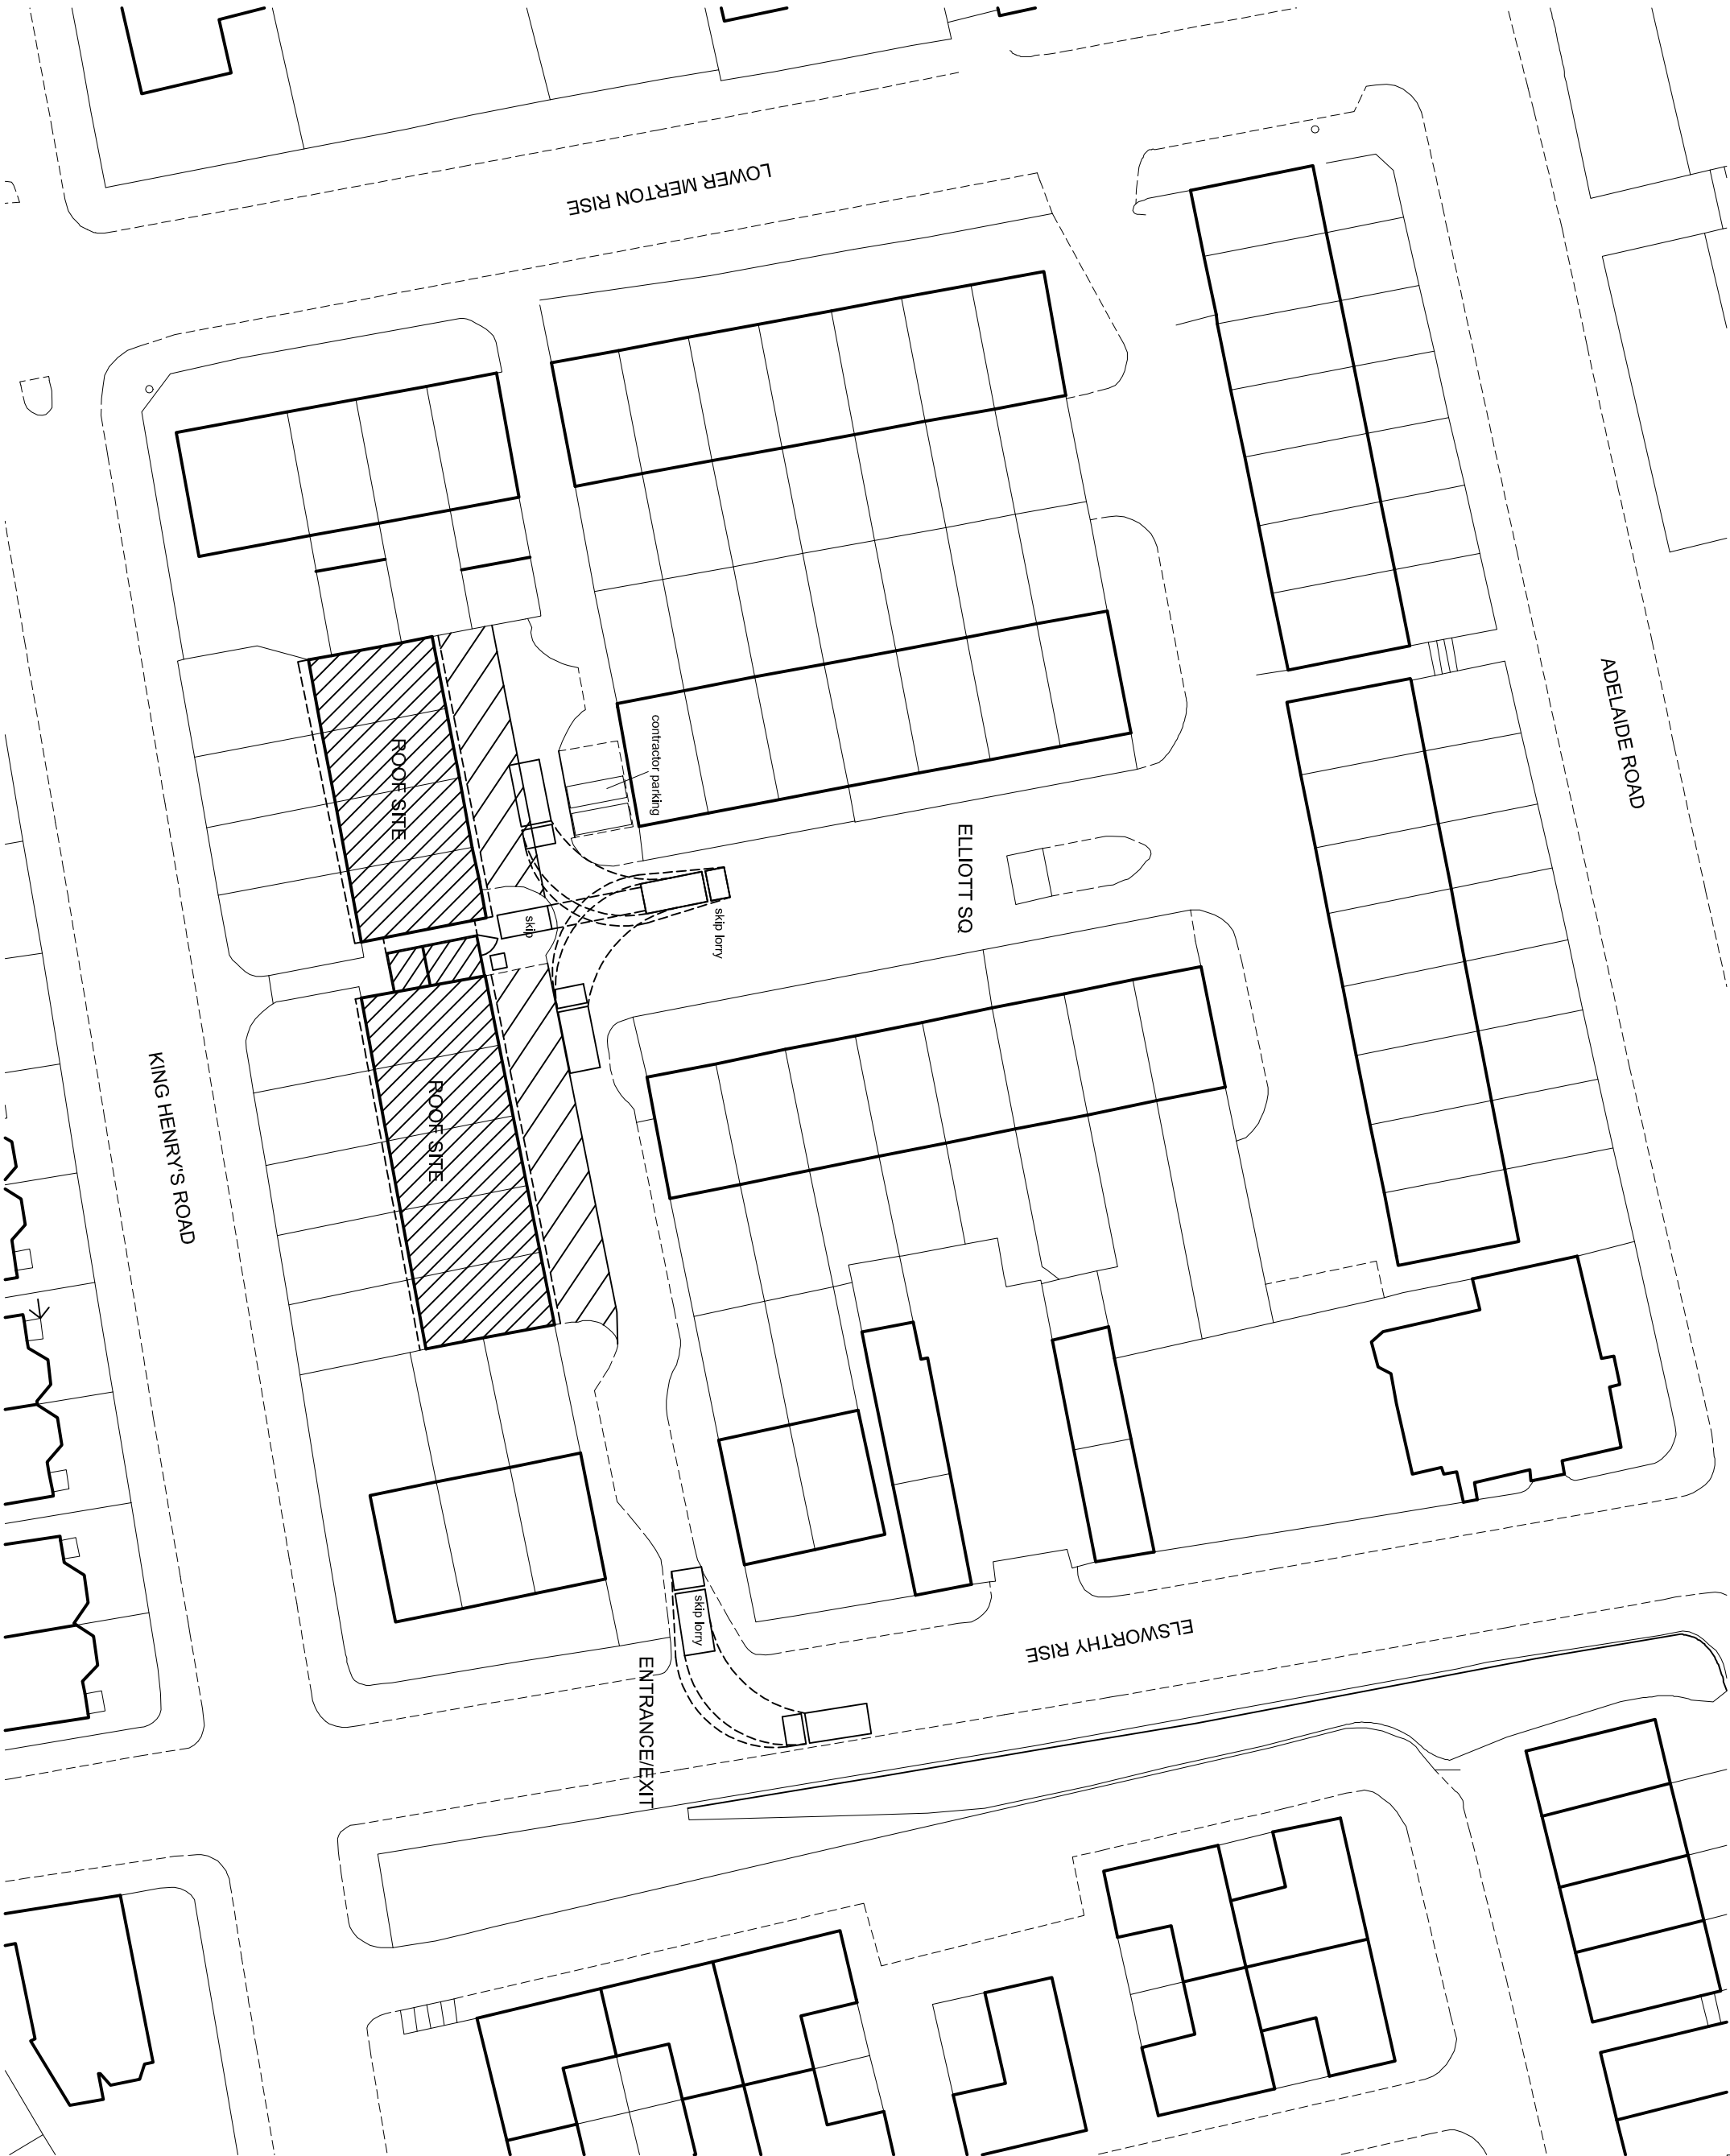 LOWER MERTON RISE
ADELAIDE ROAD
contractor parking
ROOF SITE
ELLIOTT SQ
skip
skip lorry
KING HENRY'S ROAD
ROOF SITE
skip lorry
ELSWORTHY RISE
ENTRANCE/EXIT